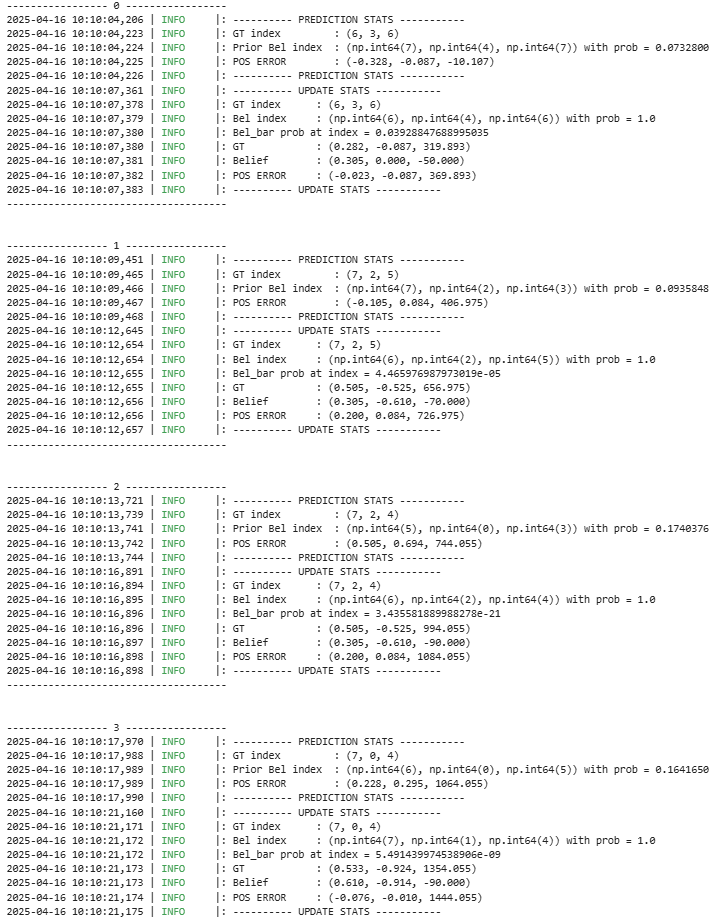 ----------------- 0 -----------------
2025-04-16 10:10:04,206 | INFO     |: ---------- PREDICTION STATS -----------
2025-04-16 10:10:04,223 | INFO     |: GT index         : (6, 3, 6)
2025-04-16 10:10:04,224 | INFO     |: Prior Bel index  : (np.int64(7), np.int64(4), np.int64(7)) with prob = 0.0732800
2025-04-16 10:10:04,225 | INFO     |: POS ERROR        : (-0.328, -0.087, -10.107)
2025-04-16 10:10:04,226 | INFO     |: ---------- PREDICTION STATS -----------
2025-04-16 10:10:07,361 | INFO     |: ---------- UPDATE STATS -----------
2025-04-16 10:10:07,378 | INFO     |: GT index      : (6, 3, 6)
2025-04-16 10:10:07,379 | INFO     |: Bel index     : (np.int64(6), np.int64(4), np.int64(6)) with prob = 1.0
2025-04-16 10:10:07,380 | INFO     |: Bel_bar prob at index = 0.03928847688995035
2025-04-16 10:10:07,380 | INFO     |: GT            : (0.282, -0.087, 319.893)
2025-04-16 10:10:07,381 | INFO     |: Belief        : (0.305, 0.000, -50.000)
2025-04-16 10:10:07,382 | INFO     |: POS ERROR     : (-0.023, -0.087, 369.893)
2025-04-16 10:10:07,383 | INFO     |: ---------- UPDATE STATS -----------
-------------------------------------
----------------- 1 -----------------
2025-04-16 10:10:09,451 | INFO     |: ---------- PREDICTION STATS -----------
2025-04-16 10:10:09,465 | INFO     |: GT index         : (7, 2, 5)
2025-04-16 10:10:09,466 | INFO     |: Prior Bel index  : (np.int64(7), np.int64(2), np.int64(3)) with prob = 0.0935848
2025-04-16 10:10:09,467 | INFO     |: POS ERROR        : (-0.105, 0.084, 406.975)
2025-04-16 10:10:09,468 | INFO     |: ---------- PREDICTION STATS -----------
2025-04-16 10:10:12,645 | INFO     |: ---------- UPDATE STATS -----------
2025-04-16 10:10:12,654 | INFO     |: GT index      : (7, 2, 5)
2025-04-16 10:10:12,654 | INFO     |: Bel index     : (np.int64(6), np.int64(2), np.int64(5)) with prob = 1.0
2025-04-16 10:10:12,655 | INFO     |: Bel_bar prob at index = 4.465976987973019e-05
2025-04-16 10:10:12,655 | INFO     |: GT            : (0.505, -0.525, 656.975)
2025-04-16 10:10:12,656 | INFO     |: Belief        : (0.305, -0.610, -70.000)
2025-04-16 10:10:12,656 | INFO     |: POS ERROR     : (0.200, 0.084, 726.975)
2025-04-16 10:10:12,657 | INFO     |: ---------- UPDATE STATS -----------
-------------------------------------
----------------- 2 -----------------
2025-04-16 10:10:13,721 | INFO     |: ---------- PREDICTION STATS -----------
2025-04-16 10:10:13,739 | INFO     |: GT index         : (7, 2, 4)
2025-04-16 10:10:13,741 | INFO     |: Prior Bel index  : (np.int64(5), np.int64(0), np.int64(3)) with prob = 0.1740376
2025-04-16 10:10:13,742 | INFO     |: POS ERROR        : (0.505, 0.694, 744.055)
2025-04-16 10:10:13,744 | INFO     |: ---------- PREDICTION STATS -----------
2025-04-16 10:10:16,891 | INFO     |: ---------- UPDATE STATS -----------
2025-04-16 10:10:16,894 | INFO     |: GT index      : (7, 2, 4)
2025-04-16 10:10:16,895 | INFO     |: Bel index     : (np.int64(6), np.int64(2), np.int64(4)) with prob = 1.0
2025-04-16 10:10:16,896 | INFO     |: Bel_bar prob at index = 3.435581889988278e-21
2025-04-16 10:10:16,896 | INFO     |: GT            : (0.505, -0.525, 994.055)
2025-04-16 10:10:16,897 | INFO     |: Belief        : (0.305, -0.610, -90.000)
2025-04-16 10:10:16,898 | INFO     |: POS ERROR     : (0.200, 0.084, 1084.055)
2025-04-16 10:10:16,898 | INFO     |: ---------- UPDATE STATS -----------
-------------------------------------
----------------- 3 -----------------
2025-04-16 10:10:17,970 | INFO     |: ---------- PREDICTION STATS -----------
2025-04-16 10:10:17,988 | INFO     |: GT index         : (7, 0, 4)
2025-04-16 10:10:17,989 | INFO     |: Prior Bel index  : (np.int64(6), np.int64(0), np.int64(5)) with prob = 0.1641650
2025-04-16 10:10:17,989 | INFO     |: POS ERROR        : (0.228, 0.295, 1064.055)
2025-04-16 10:10:17,990 | INFO     |: ---------- PREDICTION STATS -----------
2025-04-16 10:10:21,160 | INFO     |: ---------- UPDATE STATS -----------
2025-04-16 10:10:21,171 | INFO     |: GT index      : (7, 0, 4)
2025-04-16 10:10:21,172 | INFO     |: Bel index     : (np.int64(7), np.int64(1), np.int64(4)) with prob = 1.0
2025-04-16 10:10:21,172 | INFO     |: Bel_bar prob at index = 5.491439974538906e-09
2025-04-16 10:10:21,173 | INFO     |: GT            : (0.533, -0.924, 1354.055)
2025-04-16 10:10:21,173 | INFO     |: Belief        : (0.610, -0.914, -90.000)
2025-04-16 10:10:21,174 | INFO     |: POS ERROR     : (-0.076, -0.010, 1444.055)
2025-04-16 10:10:21,175 | INFO     |: ---------- UPDATE STATS -----------